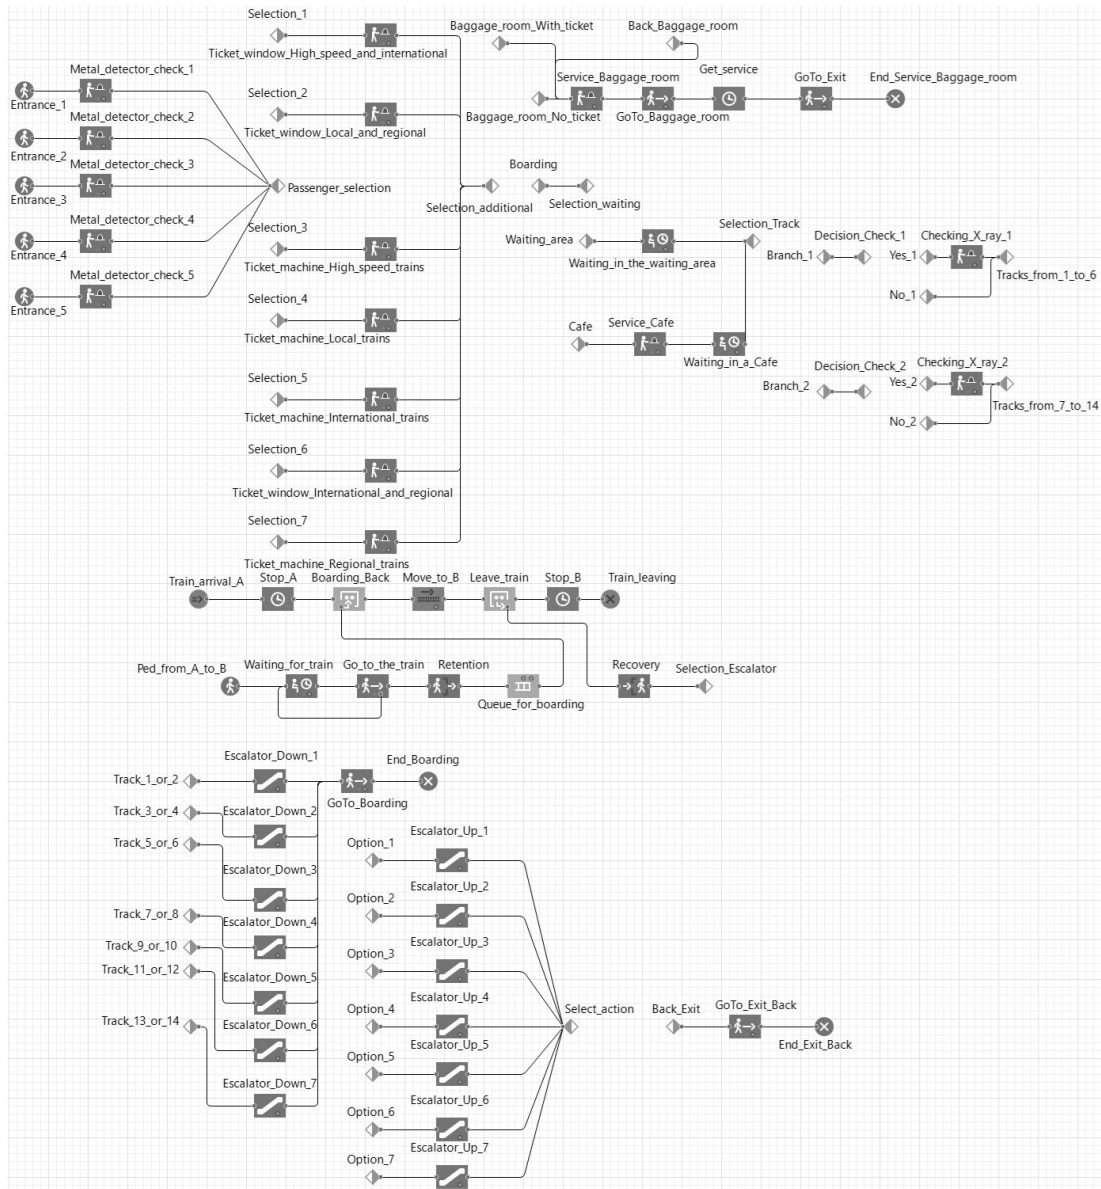 Selection_1
Ticket_window_High_speed_and_international
Selection_2
Ticket_window_Local_and_regional
Selection_3
Ticket_machine_High_speed_trains
Selection_4
Ticket_machine_Local_trains
Selection_5
Ticket_machine_International_trains
Selection_6
Ticket_window_International_and_regional
Selection_7
Ticket_machine_Regional_trains
Metal_detector_check_1
Entrance_1
Metal_detector_check_2
Entrance_2
Metal_detector_check_3
Entrance_3
Metal_detector_check_4
Entrance_4
Metal_detector_check_5
Entrance_5
Passenger_selection
Selection_additional
Baggage_room_With_ticket
Back_Baggage_room
Service_Baggage_room
Get_service
GoTo_Exit
End_Service_Baggage_room
Baggage_room_No_ticket
GoTo_Baggage_room
Boarding
Selection_waiting
Waiting_area
Waiting_in_the_waiting_area
Selection_Track
Cafe
Service_Cafe
Waiting_in_a_Cafe
Branch_1
Decision_Check_1
Yes_1
Checking_X_ray_1
Tracks_from_1_to_6
No_1
Branch_2
Decision_Check_2
Yes_2
Checking_X_ray_2
Tracks_from_7_to_14
No_2
Train_arrival_A
Stop_A
Boarding_Back
Move_to_B
Leave_train
Stop_B
Train_leaving
Ped_from_A_to_B
Waiting_for_train
Go_to_the_train
Retention
Queue_for_boarding
Recovery
Selection_Escalator
Track_1_or_2
Escalator_Down_1
GoTo_Boarding
End_Boarding
Track_3_or_4
Escalator_Down_2
Track_5_or_6
Escalator_Down_3
Track_7_or_8
Escalator_Down_4
Track_9_or_10
Escalator_Down_5
Track_11_or_12
Escalator_Down_6
Track_13_or_14
Escalator_Down_7
Option_1
Escalator_Up_1
Option_2
Escalator_Up_2
Option_3
Escalator_Up_3
Option_4
Escalator_Up_4
Option_5
Escalator_Up_5
Option_6
Escalator_Up_6
Option_7
Escalator_Up_7
Select_action
Back_Exit
GoTo_Exit_Back
End_Exit_Back